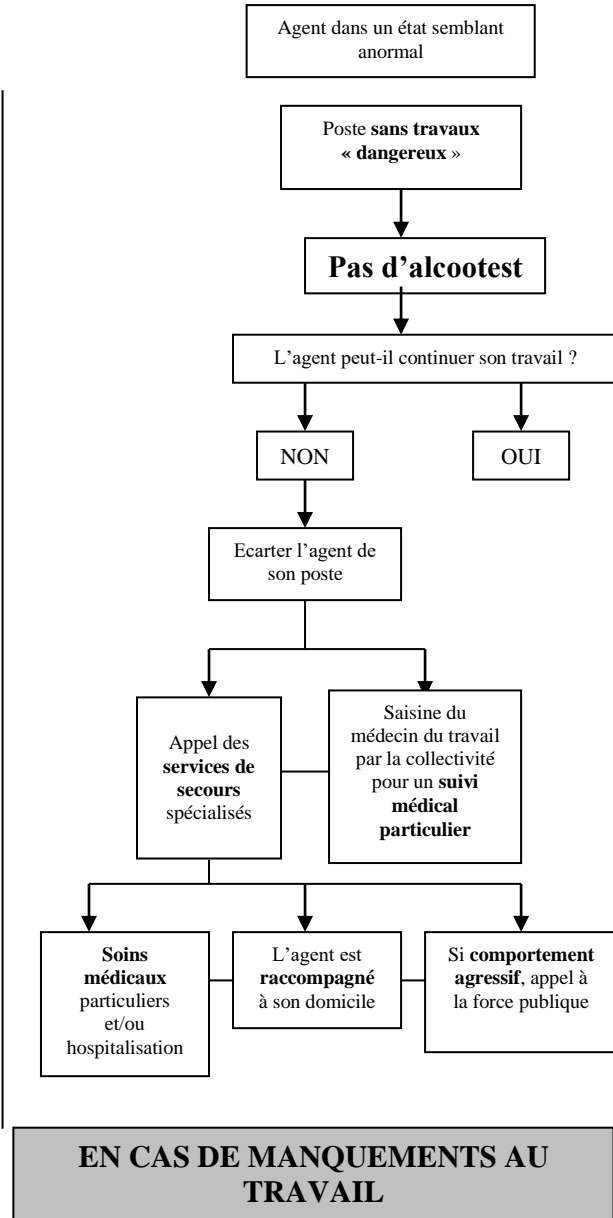 Agent dans un état semblant
anormal
Poste sans travaux
« dangereux »
Pas d’alcootest
L’agent peut-il continuer son travail ?
NON
OUI
Ecarter l’agent de
son poste
Appel des
services de
secours
spécialisés
Saisine du
médecin du travail
par la collectivité
pour un suivi
médical
particulier
Soins
médicaux
particuliers
et/ou
hospitalisation
L’agent est
raccompagné
à son domicile
Si comportement
agressif, appel à
la force publique
EN CAS DE MANQUEMENTS AU
TRAVAIL